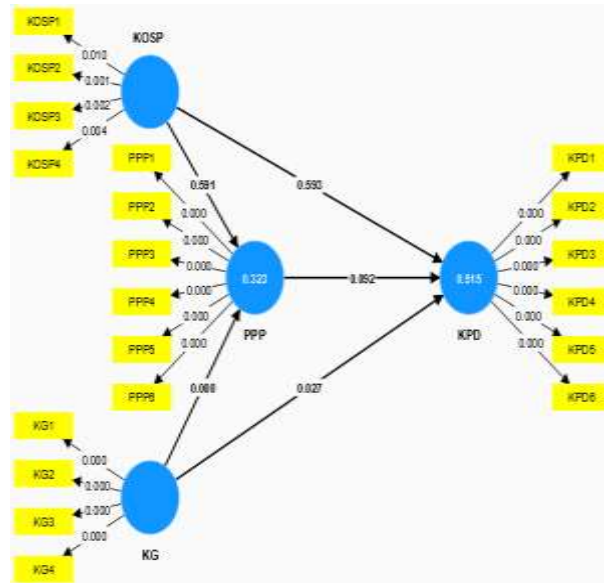 KOSP1
KOSP
0.010
KOSP2
0.001
KOSP3
0.002
0.004
KOSP4
PPP1
KPD1
0.591
0.593
0.000
0.000
PPP2
KPD2
0.000
0.000
PPP3
KPD3
0.000
0.000
0.323
0.092
0.515
PPP4
KPD4
0.000
0.000
PPP5
KPD5
0.000
0.000
PPP
KPD
0.000
0.000
PPP6
KPD6
0.027
KG1
0.000
KG2
0.000
KG3
0.000
0.000
KG4
KG